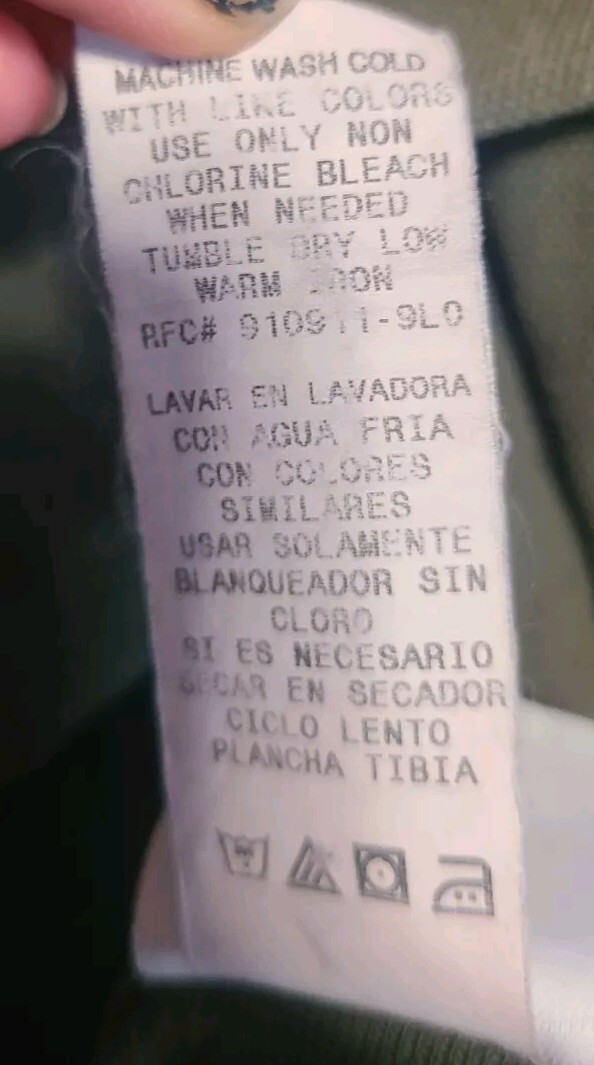 MACHINE WASH COLD
WITH LIKE COLORS
USE ONLY NON
CHLORINE BLEACH
WHEN NEEDED
TUMBLE DRY LOW
WARM IRON
RFC#
LAVAR EN LAVADORA
CON AGUA FRIA
CON COLORES
SIMILARES
USAR SOLAMENTE
BLANQUEADOR SIN
CLORO
SI ES NECESARIO
SECAR EN SECADOR
CICLO LENTO
PLANCHA TIBIA